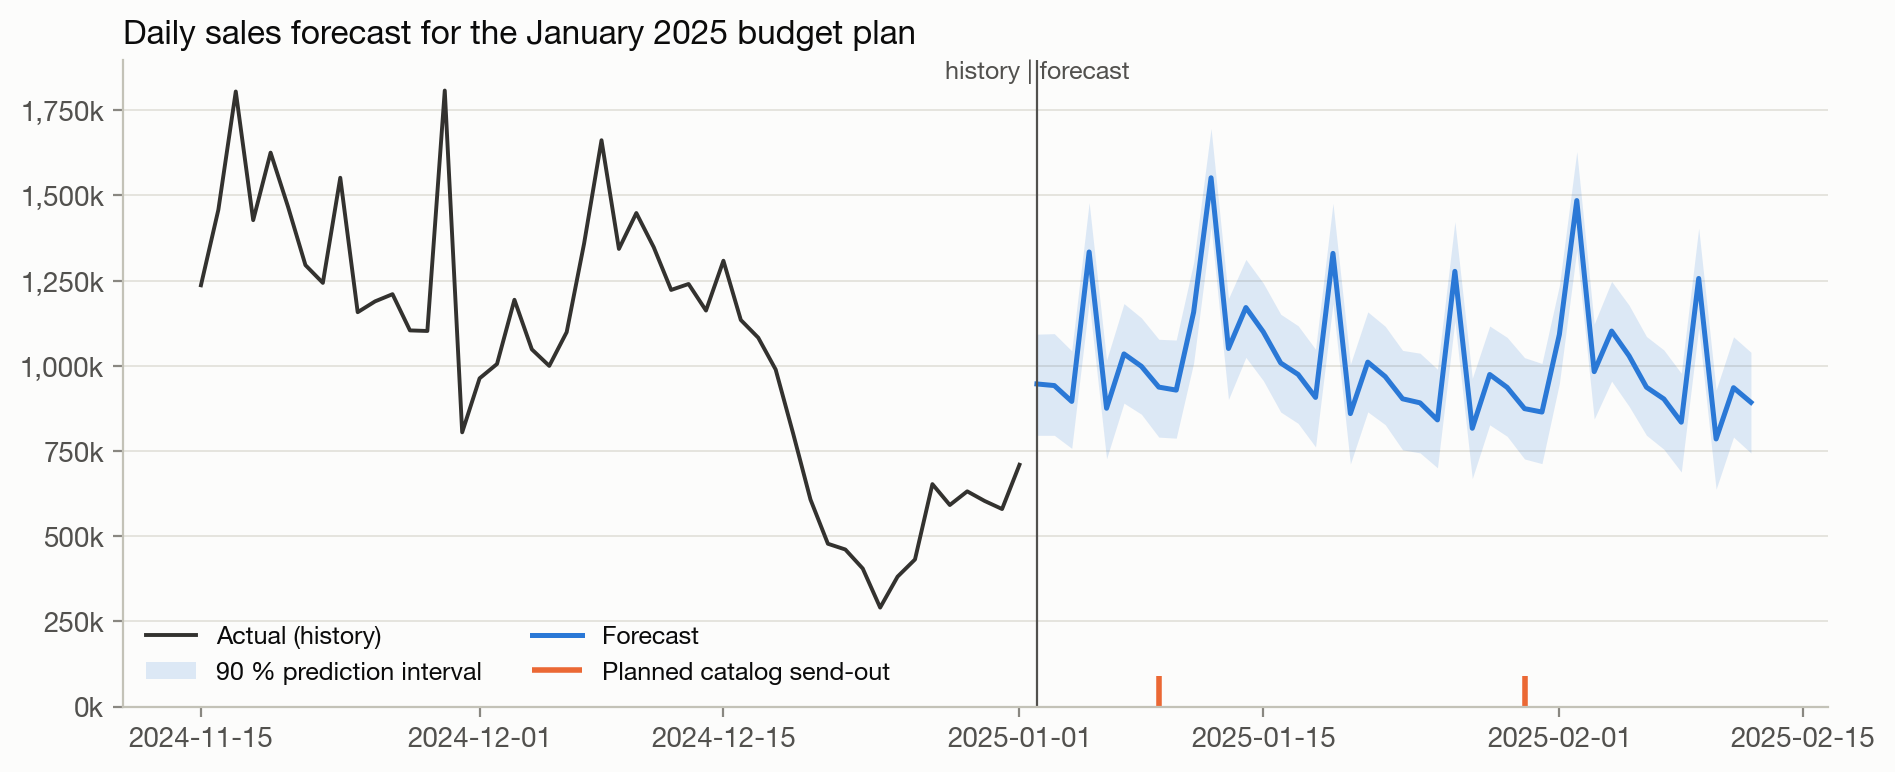 Daily sales forecast for the January 2025 budget plan
history | forecast
1,750k
1,500k
1,250k
1,000k
750k
500k
250k
0k
Actual (history)
Forecast
90 % prediction interval
Planned catalog send-out
2024-11-15
2024-12-01
2024-12-15
2025-01-01
2025-01-15
2025-02-01
2025-02-15